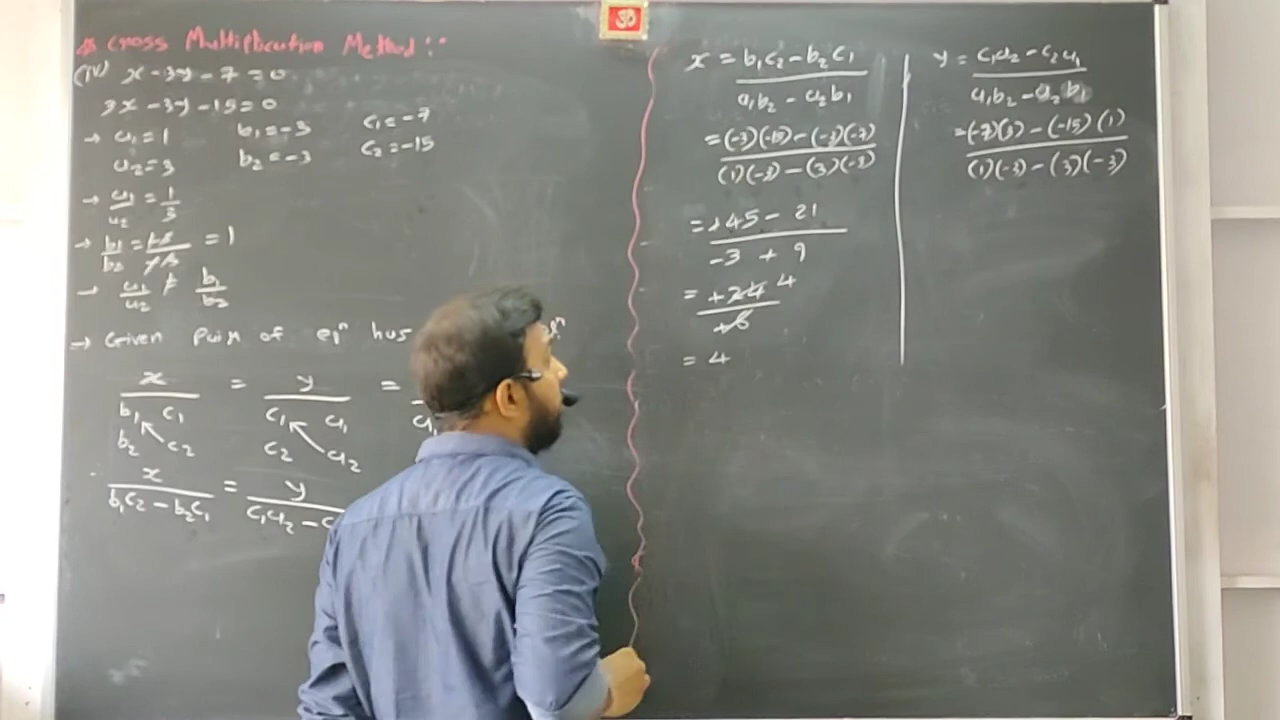 Cross Multiplication Method:-
(iv) x - 3y - 7 = 0
3x - 3y - 15 = 0
→ a₁ = 1 b₁ = -3 c₁ = -7
a₂ = 3 b₂ = -3 c₂ = -15
→ a₁/a₂ = 1/3
→ b₁/b₂ = -3/-3 = 1
→ a₁/a₂ ≠ b₁/b₂
→ Given Pair of eqⁿ has
x/ = y/ =
b₁ c₁ c₁ a₁ a₁
b₂ c₂ c₂ a₂
∴ x/(b₁c₂ - b₂c₁) = y/(c₁a₂ - c
JB
x = (b₁c₂ - b₂c₁)/(a₁b₂ - a₂b₁)
= ((-3)(-15) - (-3)(-7))/((1)(-3) - (3)(-3))
= (+45 - 21)/(-3 + 9)
= +24/+6 4
= 4
y = (c₁a₂ - c₂a₁)/(a₁b₂ - a₂b₁)
= ((-7)(3) - (-15)(1))/((1)(-3) - (3)(-3))